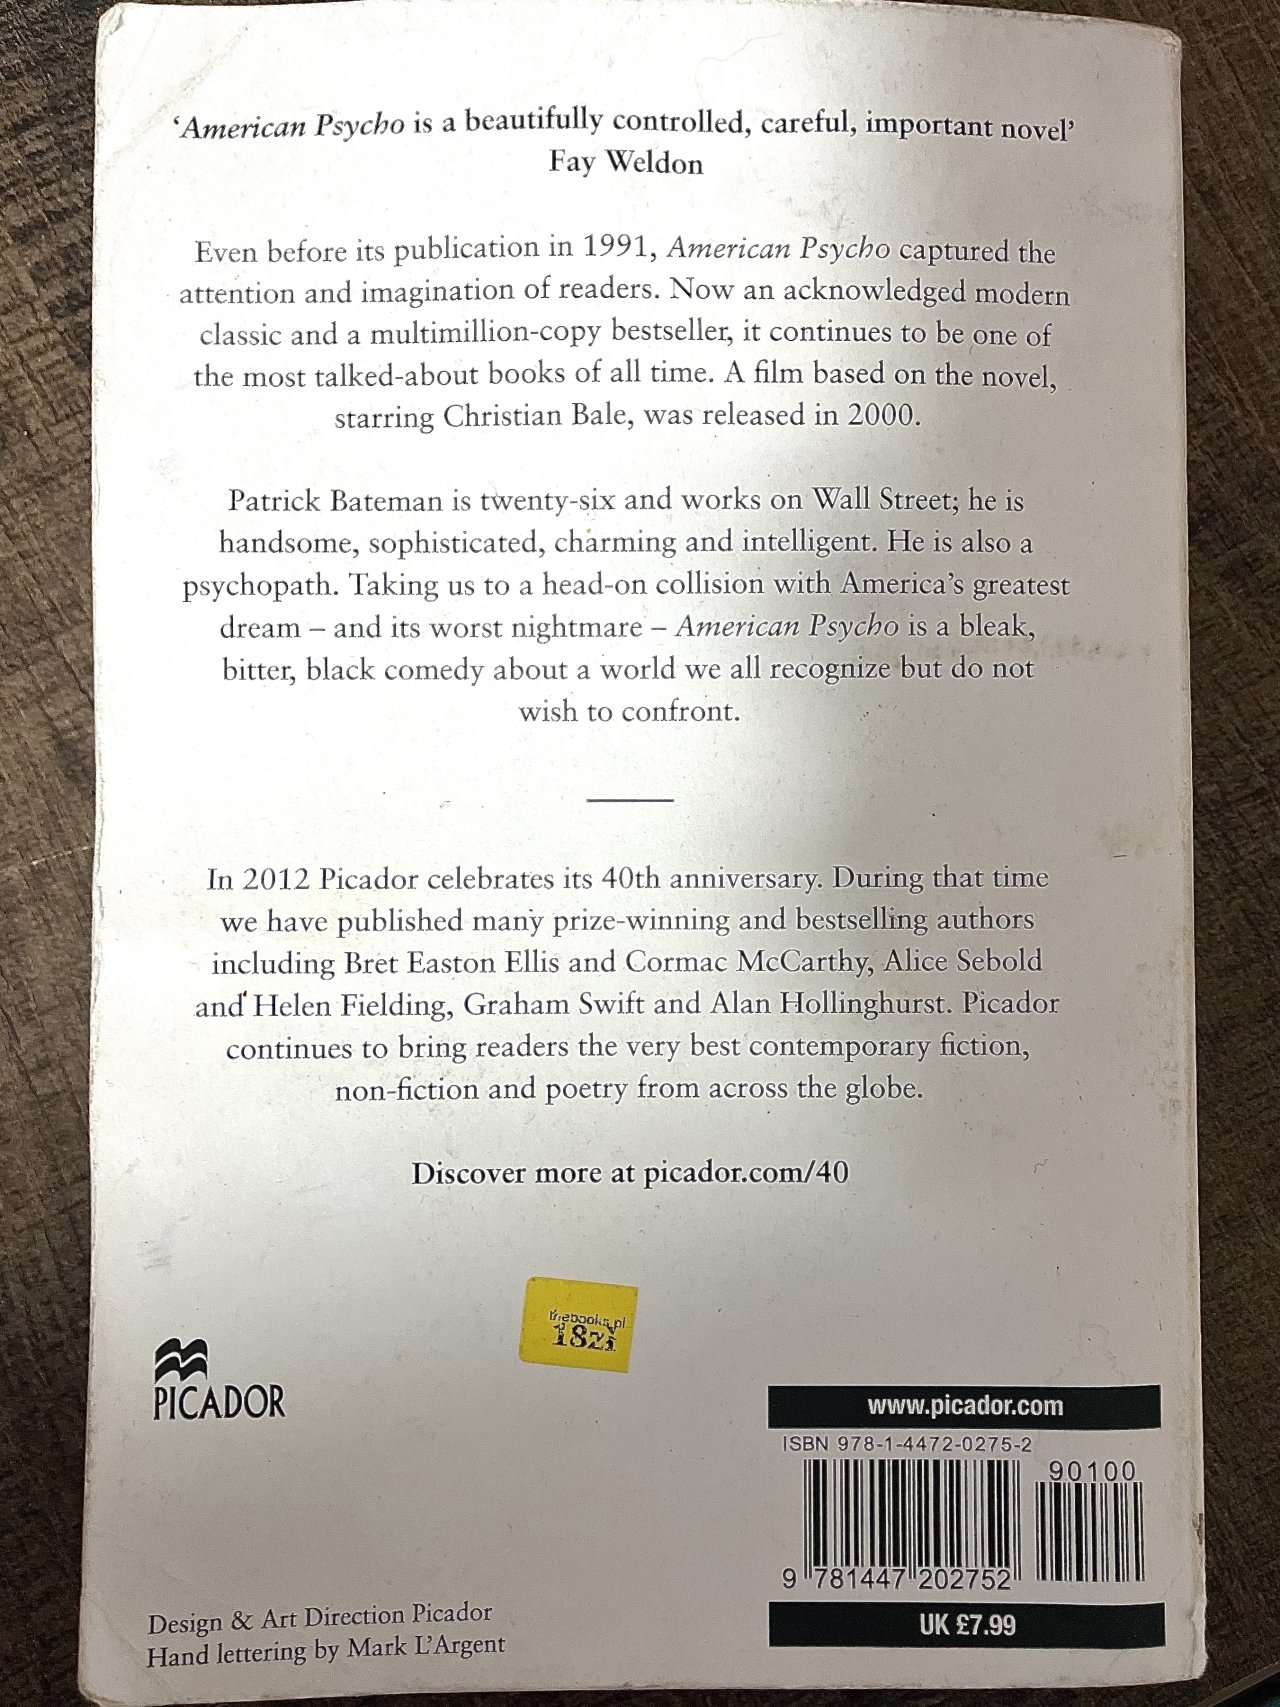 ‘American Psycho is a beautifully controlled, careful, important novel’
Fay Weldon
Even before its publication in 1991, American Psycho captured the
attention and imagination of readers. Now an acknowledged modern
classic and a multimillion-copy bestseller, it continues to be one of
the most talked-about books of all time. A film based on the novel,
starring Christian Bale, was released in 2000.
Patrick Bateman is twenty-six and works on Wall Street; he is
handsome, sophisticated, charming and intelligent. He is also a
psychopath. Taking us to a head-on collision with America’s greatest
dream – and its worst nightmare – American Psycho is a bleak,
bitter, black comedy about a world we all recognize but do not
wish to confront.
In 2012 Picador celebrates its 40th anniversary. During that time
we have published many prize-winning and bestselling authors
including Bret Easton Ellis and Cormac McCarthy, Alice Sebold
and Helen Fielding, Graham Swift and Alan Hollinghurst. Picador
continues to bring readers the very best contemporary fiction,
non-fiction and poetry from across the globe.
Discover more at picador.com/40
18zł
PICADOR
www.picador.com
ISBN 978-1-4472-0275-2
90100
9 781447 202752
UK £7.99
Design & Art Direction Picador
Hand lettering by Mark L’Argent